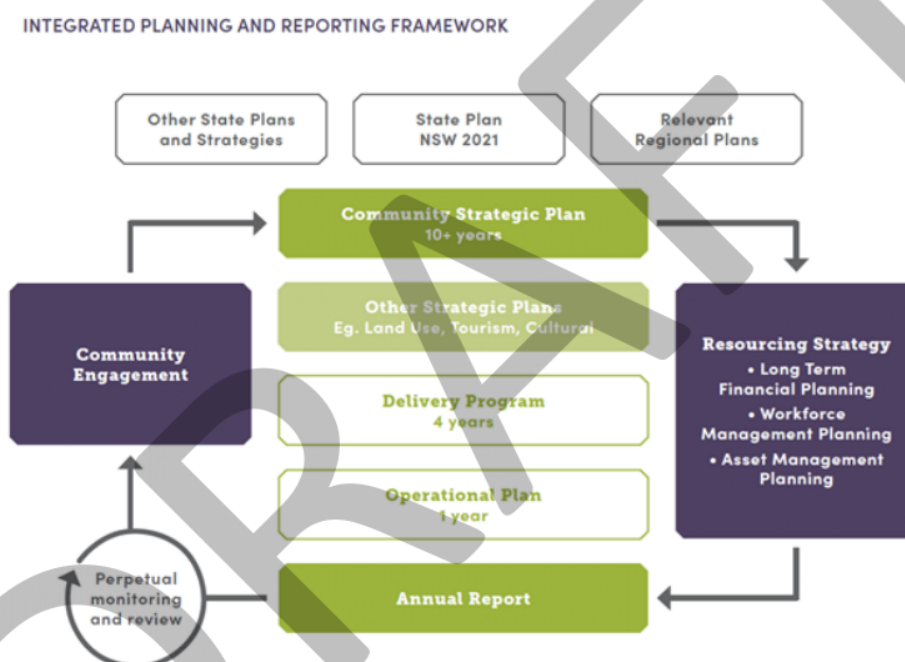 INTEGRATED PLANNING AND REPORTING FRAMEWORK
Other State Plans
and Strategies
State Plan
NSW 2021
Relevant
Regional Plans
Community Strategic Plan
10+ years
Other Strategic Plans
Eg. Land Use, Tourism, Cultural
Community
Engagement
Delivery Program
4 years
Operational Plan
1 year
Resourcing Strategy
• Long Term
Financial Planning
• Workforce
Management Planning
• Asset Management
Planning
Perpetual
monitoring
and review
Annual Report
DRAFT